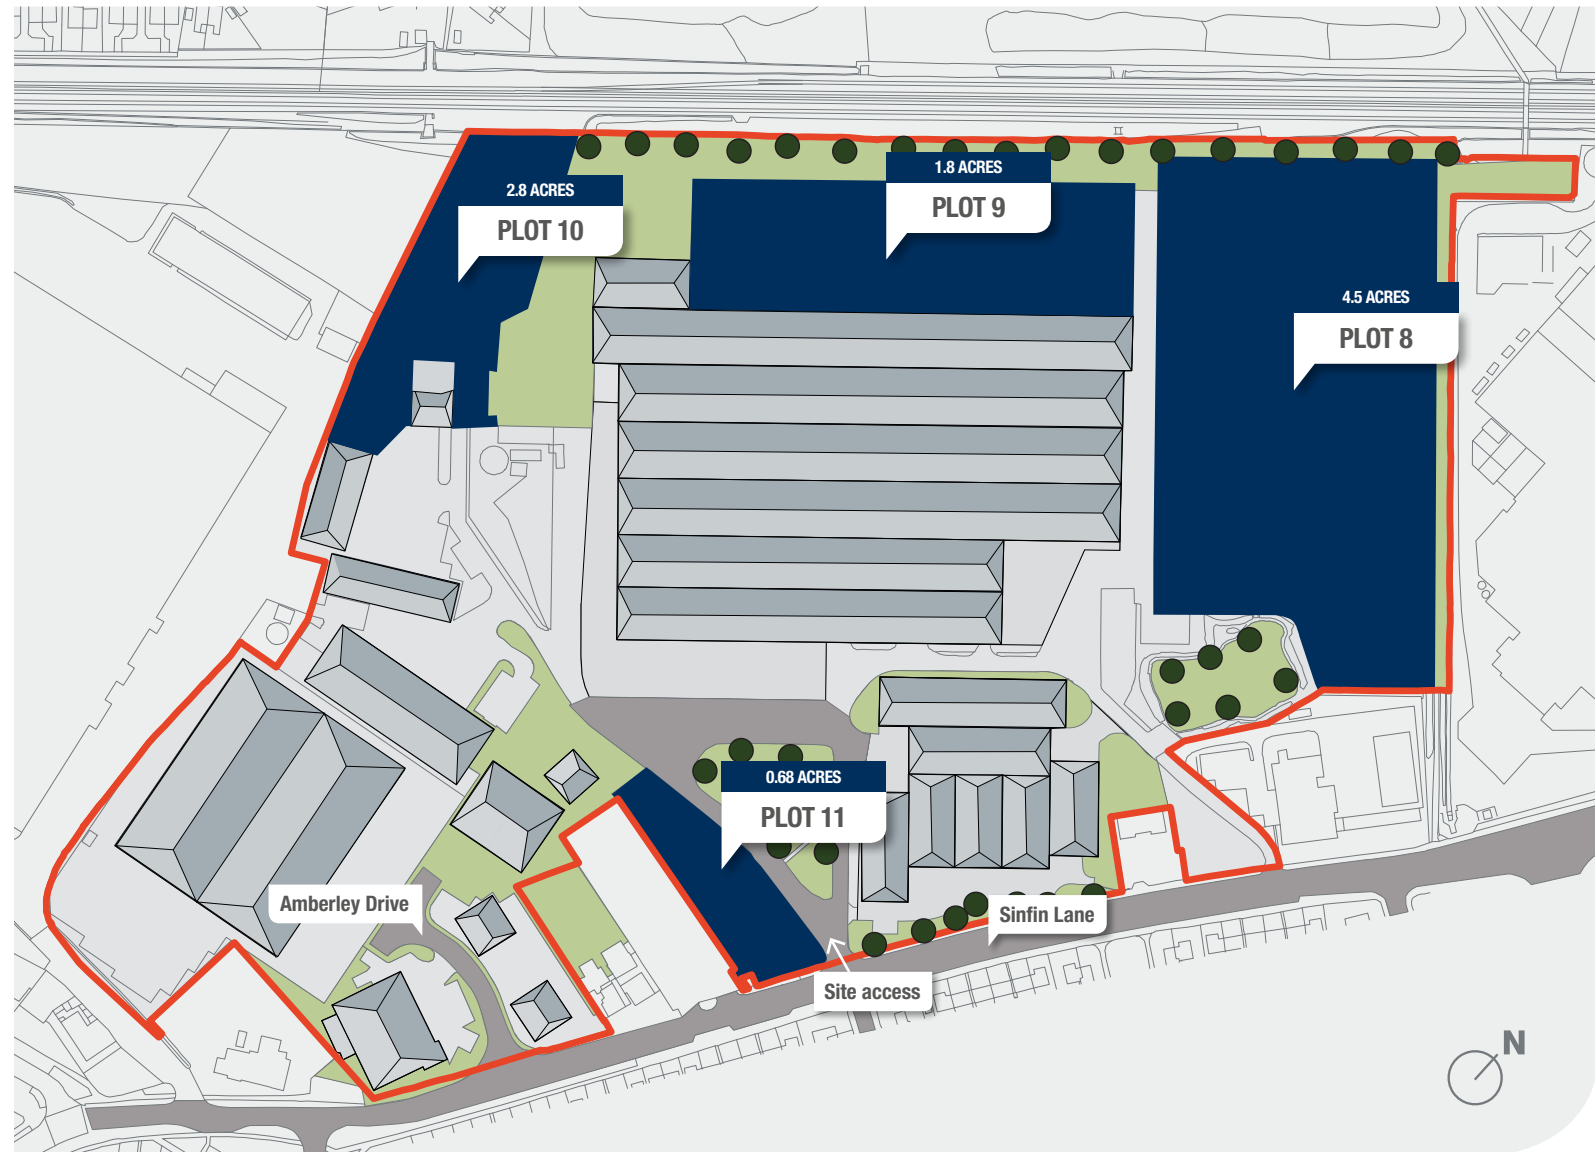 1.8 ACRES
PLOT 9
2.8 ACRES
PLOT 10
4.5 ACRES
PLOT 8
0.68 ACRES
PLOT 11
Amberley Drive
Sinfin Lane
Site access
N